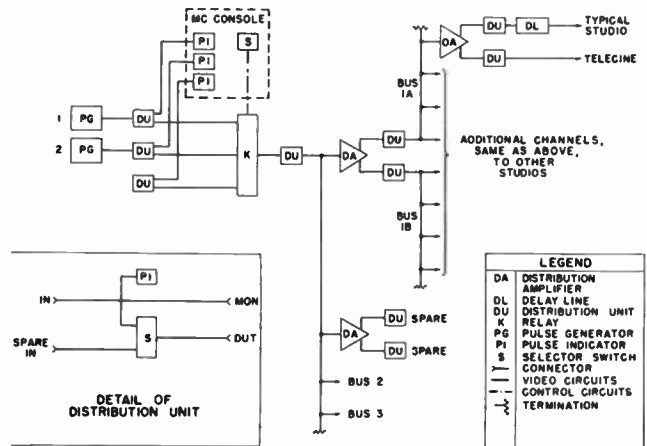 MC CONSOLE
PI
S
PI
PI
1 PG DU
2 PG DU
DU
K
DU
DA
DU
DU
BUS 1A
BUS 1B
DA
DU
DL
TYPICAL STUDIO
DU
TELECINE
ADDITIONAL CHANNELS,
SAME AS ABOVE,
TO OTHER
STUDIOS
DA
DU SPARE
DU SPARE
BUS 2
BUS 3
PI
IN
MON
S
OUT
SPARE
IN
DETAIL OF
DISTRIBUTION UNIT
LEGEND
DA DISTRIBUTION
AMPLIFIER
DL DELAY LINE
DU DISTRIBUTION UNIT
K RELAY
PG PULSE GENERATOR
PI PULSE INDICATOR
S SELECTOR SWITCH
CONNECTOR
VIDEO CIRCUITS
CONTROL CIRCUITS
TERMINATION